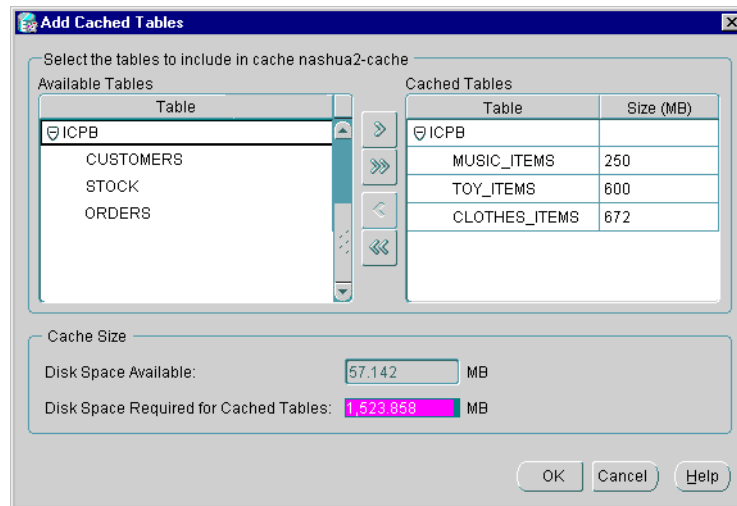 Add Cached Tables
Select the tables to include in cache nashua2-cache
Available Tables
Cached Tables
Table
Table Size (MB)
ICPB
ICPB
CUSTOMERS
MUSIC_ITEMS 250
STOCK
TOY_ITEMS 600
ORDERS
CLOTHES_ITEMS 672
Cache Size
Disk Space Available: 57.142 MB
Disk Space Required for Cached Tables: 1,523.858 MB
OK Cancel Help